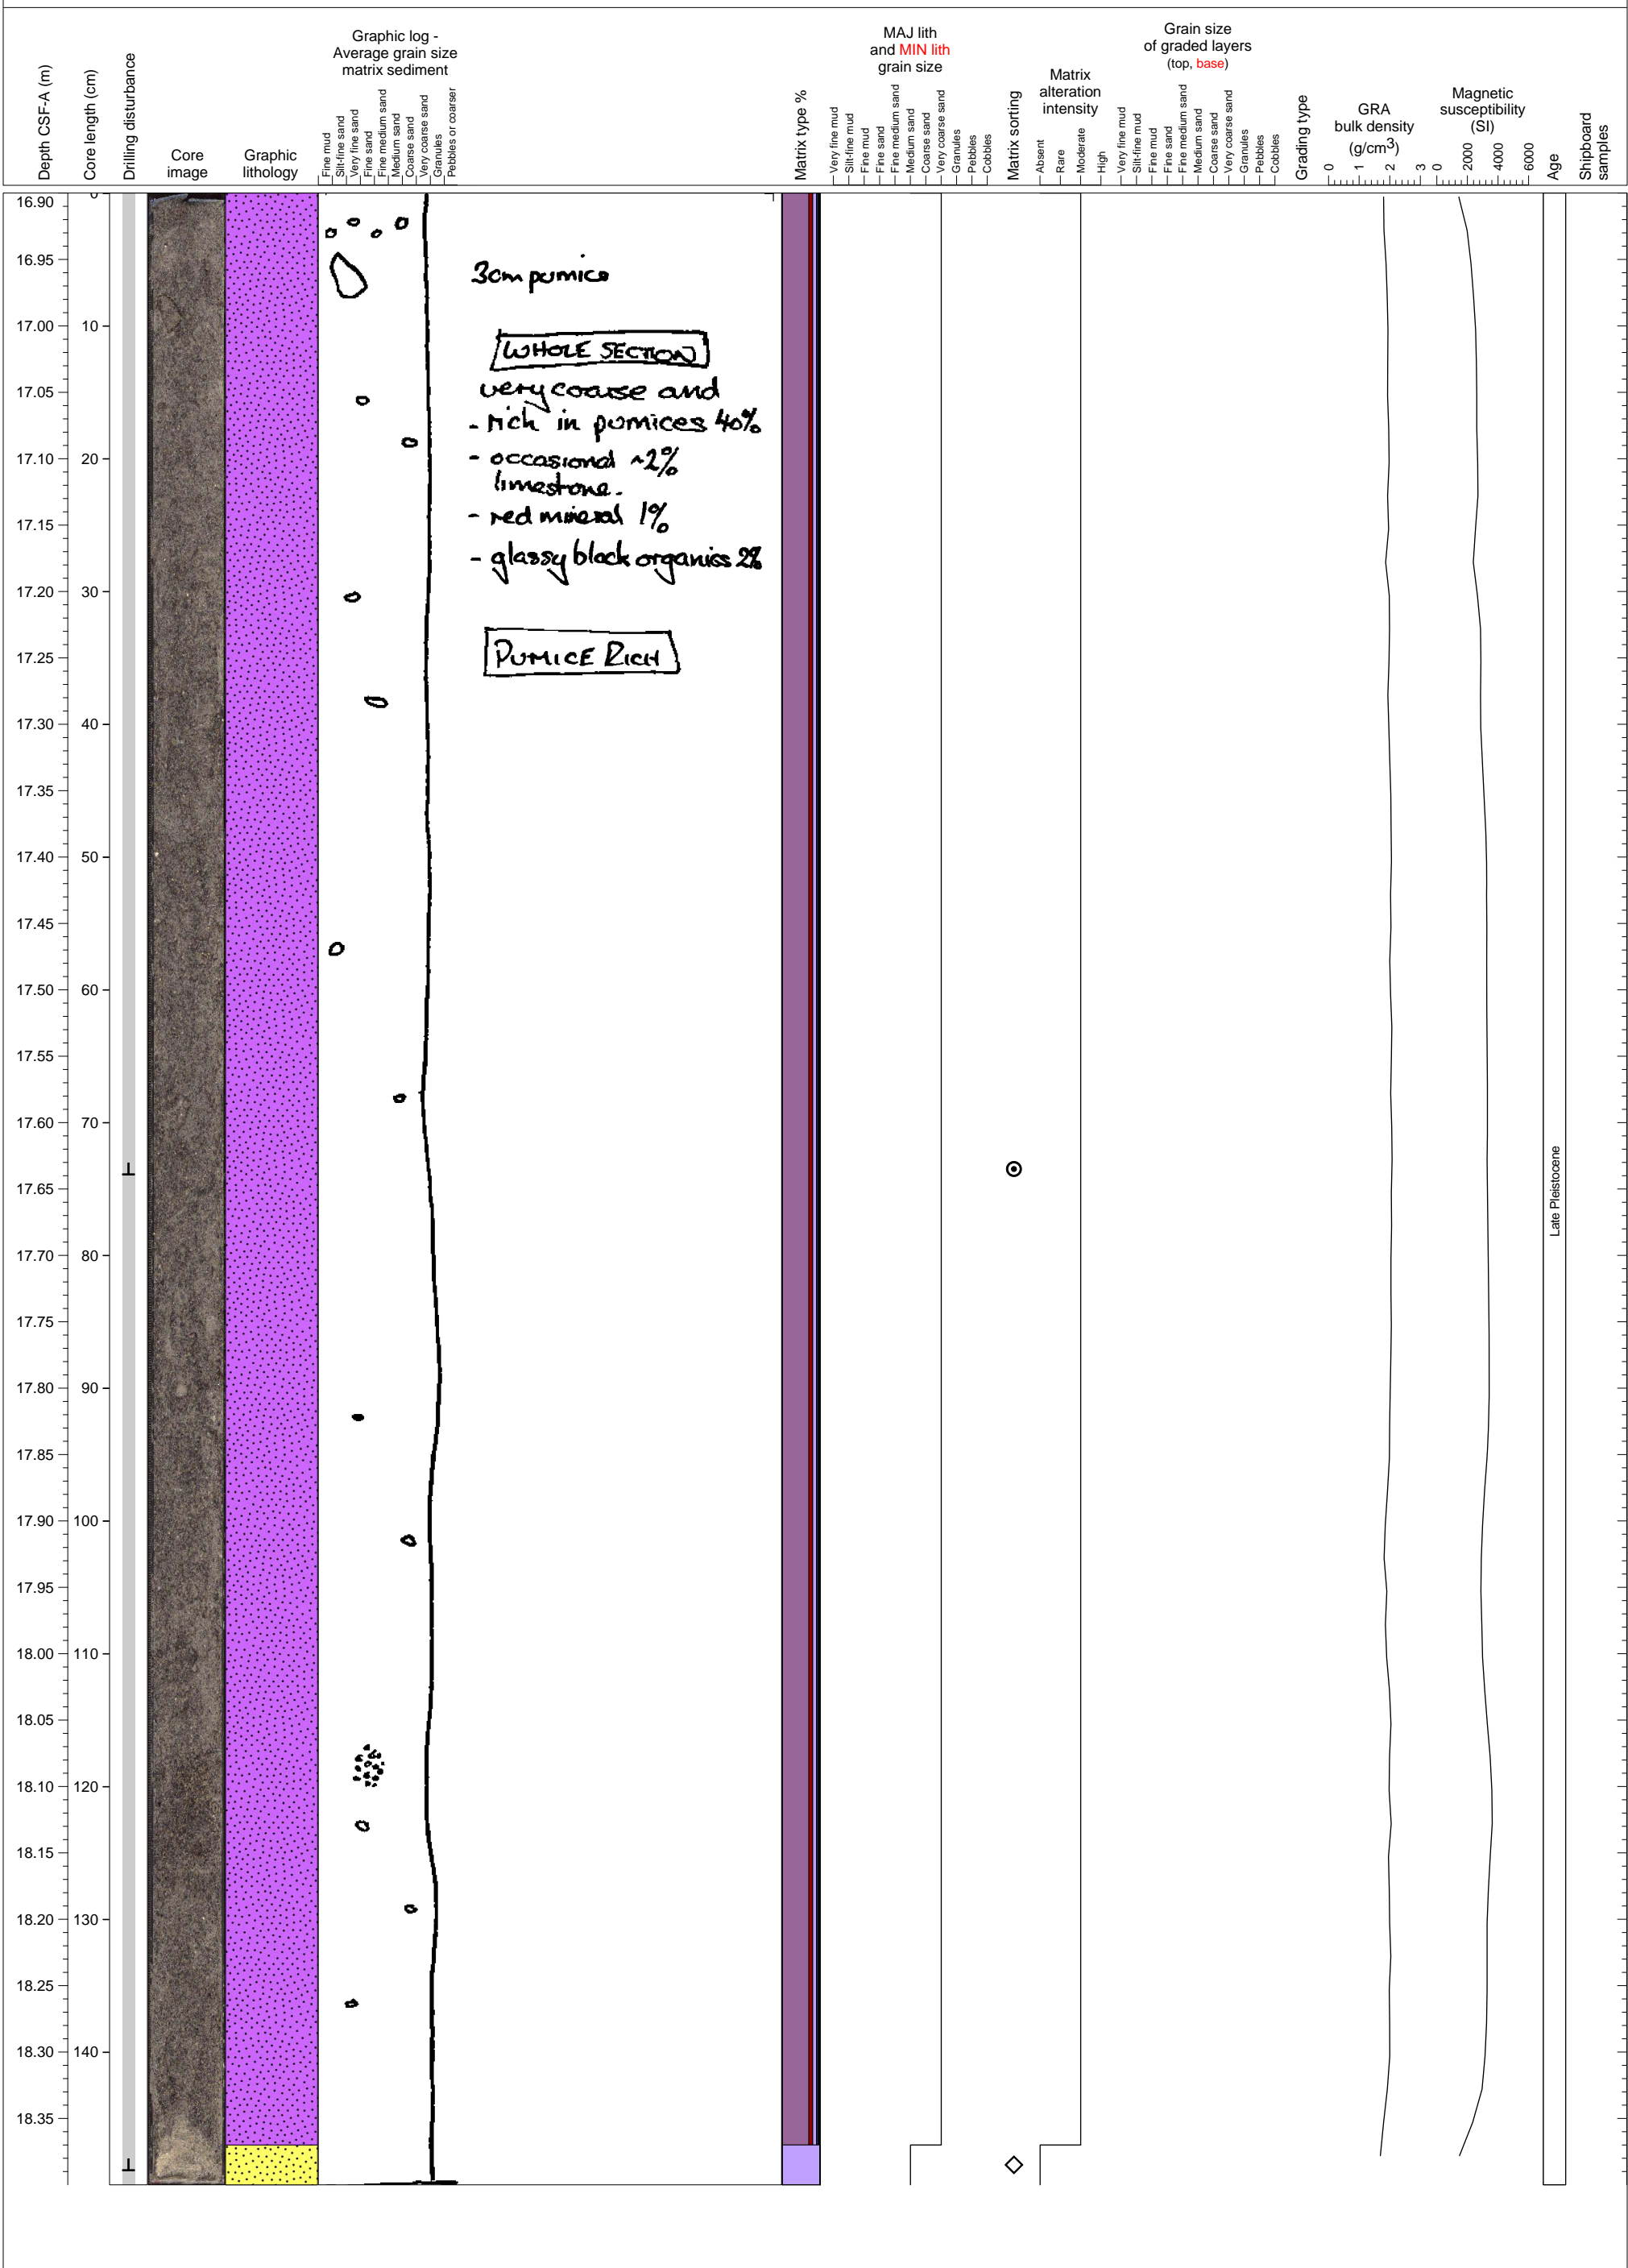 Depth CSF-A (m)
Core length (cm)
Drilling disturbance
Core
image
Graphic
lithology
Graphic log -
Average grain size
matrix sediment
Fine mud
Silt-fine sand
Very fine sand
Fine sand
Fine medium sand
Medium sand
Coarse sand
Very coarse sand
Granules
Pebbles or coarser
Matrix type %
MAJ lith
and MIN lith
grain size
Very fine mud
Silt-fine mud
Fine mud
Fine sand
Fine medium sand
Medium sand
Coarse sand
Very coarse sand
Granules
Pebbles
Cobbles
Matrix sorting
Matrix
alteration
intensity
Absent
Rare
Moderate
High
Grain size
of graded layers
(top, base)
Very fine mud
Silt-fine mud
Fine mud
Fine sand
Fine medium sand
Medium sand
Coarse sand
Very coarse sand
Granules
Pebbles
Cobbles
Grading type
GRA
bulk density
(g/cm3)
0 1 2 3
Magnetic
susceptibility
(SI)
0 2000 4000 6000
Age
Shipboard
samples
0
16.90
16.95
17.00 10
17.05
17.10 20
17.15
17.20 30
17.25
17.30 40
17.35
17.40 50
17.45
17.50 60
17.55
17.60 70
17.65
17.70 80
17.75
17.80 90
17.85
17.90 100
17.95
18.00 110
18.05
18.10 120
18.15
18.20 130
18.25
18.30 140
18.35
3cm pumice
WHOLE SECTION
very coarse and
- rich in pumices 40%
- occasional ~2%
limestone.
- red mineral 1%
- glassy black organics 2%
PUMICE RICH
Late Pleistocene